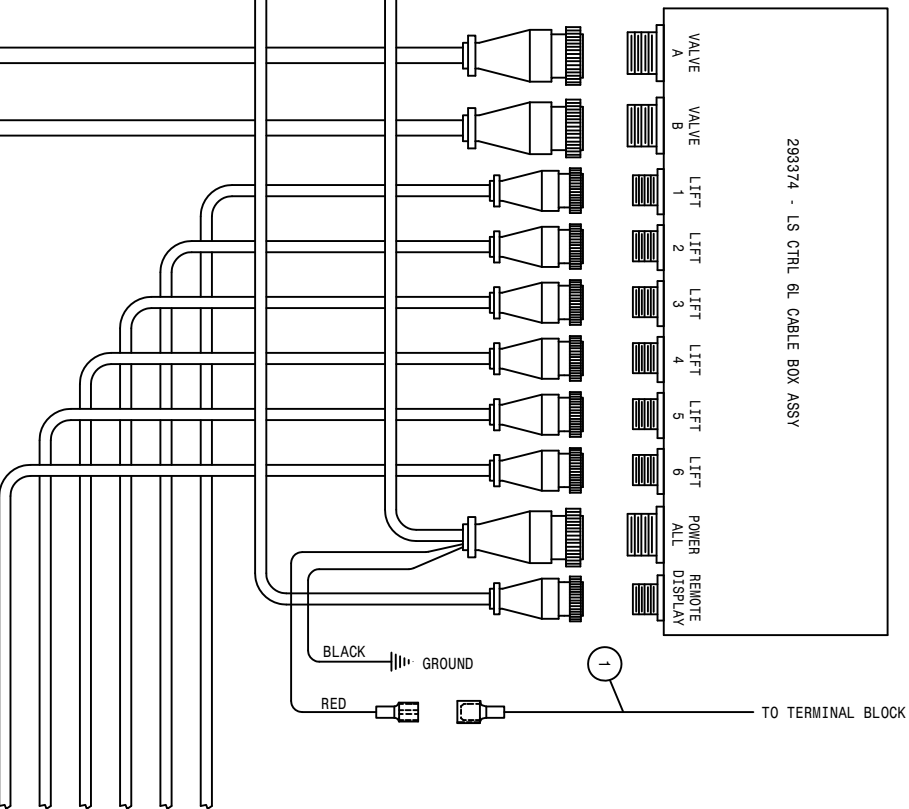 VALVE
A
VALVE
B
LIFT
1
LIFT
2
LIFT
3
LIFT
4
LIFT
5
LIFT
6
POWER
ALL
REMOTE
DISPLAY
293374 - LS CTRL 6L CABLE BOX ASSY
BLACK
GROUND
1
RED
TO TERMINAL BLOCK